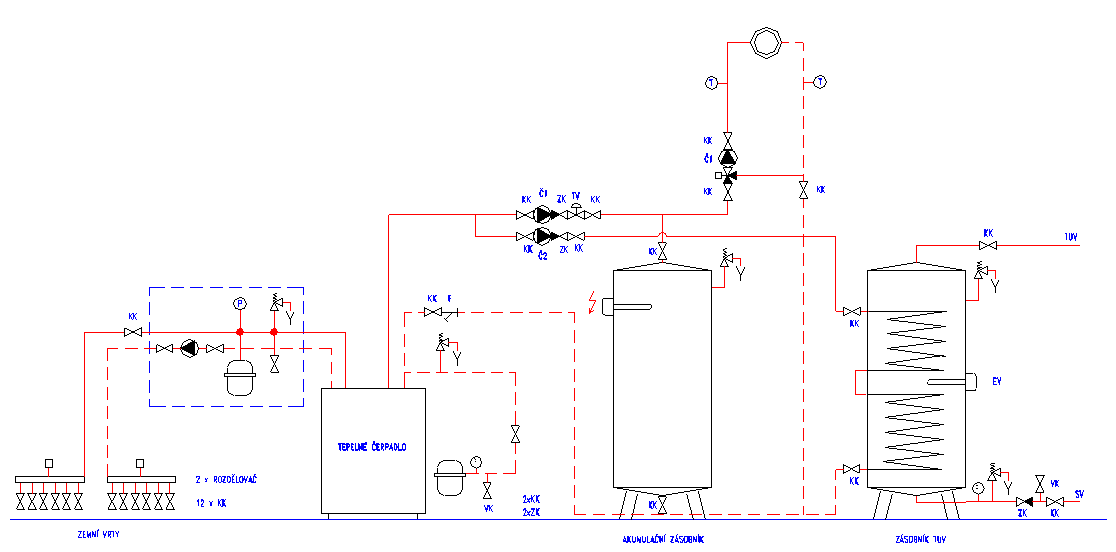 T
T
KK
Č1
KK
KK
KK
Č1
ZK
TV
KK
KK
Č2
ZK
KK
KK
KK
TUV
KK
F
P
KK
KK
EV
TEPELNÉ ČERPADLO
2 x ROZDĚLOVAČ
12 x KK
VK
2xKK
2xZK
KK
KK
VK
SV
ZK
KK
ZEMNÍ VRTY
AKUMULAČNÍ ZÁSOBNÍK
ZÁSOBNÍK TUV